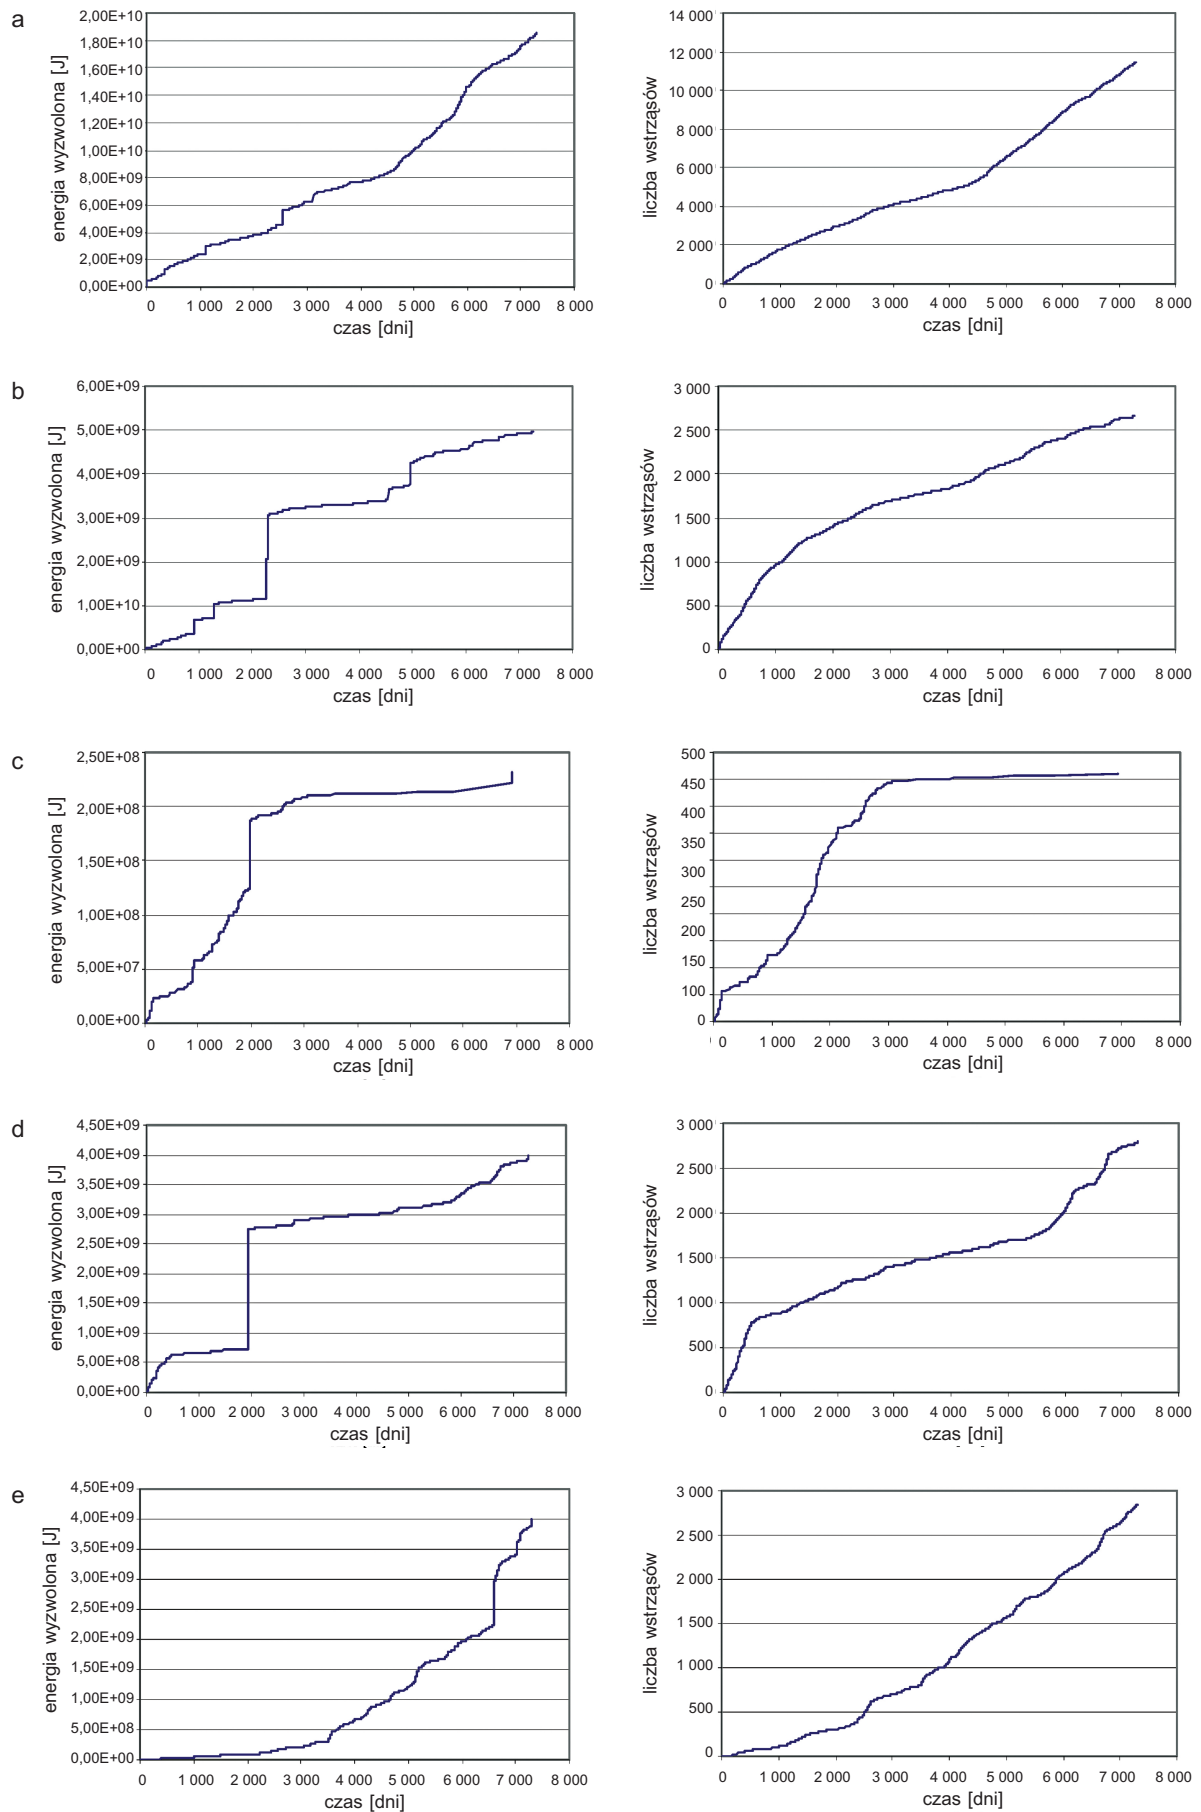 a
energia wyzwolona [J]
2,00E+10
1,80E+10
1,60E+10
1,40E+10
1,20E+10
1,00E+10
8,00E+09
6,00E+09
4,00E+09
2,00E+09
0,00E+00
0 1 000 2 000 3 000 4 000 5 000 6 000 7 000 8 000
czas [dni]
liczba wstrząsów
14 000
12 000
10 000
8 000
6 000
4 000
2 000
0
0 1 000 2 000 3 000 4 000 5 000 6 000 7 000 8 000
czas [dni]
b
energia wyzwolona [J]
6,00E+09
5,00E+09
4,00E+09
3,00E+09
2,00E+09
1,00E+10
0,00E+00
0 1 000 2 000 3 000 4 000 5 000 6 000 7 000 8 000
czas [dni]
liczba wstrząsów
3 000
2 500
2 000
1 500
1 000
500
0
0 1 000 2 000 3 000 4 000 5 000 6 000 7 000 8 000
czas [dni]
c
energia wyzwolona [J]
2,50E+08
2,00E+08
1,50E+08
1,00E+08
5,00E+07
0,00E+00
0 1 000 2 000 3 000 4 000 5 000 6 000 7 000 8 000
czas [dni]
liczba wstrząsów
500
450
400
350
300
250
200
150
100
0
0 1 000 2 000 3 000 4 000 5 000 6 000 7 000 8 000
czas [dni]
d
energia wyzwolona [J]
4,50E+09
4,00E+09
3,50E+09
3,00E+09
2,50E+09
2,00E+09
1,50E+09
1,00E+09
5,00E+08
0,00E+00
0 1 000 2 000 3 000 4 000 5 000 6 000 7 000 8 000
czas [dni]
liczba wstrząsów
3 000
2 500
2 000
1 500
1 000
500
0
0 1 000 2 000 3 000 4 000 5 000 6 000 7 000 8 000
czas [dni]
e
energia wyzwolona [J]
4,50E+09
4,00E+09
3,50E+09
3,00E+09
2,50E+09
2,00E+09
1,50E+09
1,00E+09
5,00E+08
0,00E+00
0 1 000 2 000 3 000 4 000 5 000 6 000 7 000 8 000
czas [dni]
liczba wstrząsów
3 000
2 500
2 000
1 500
1 000
500
0
0 1 000 2 000 3 000 4 000 5 000 6 000 7 000 8 000
czas [dni]